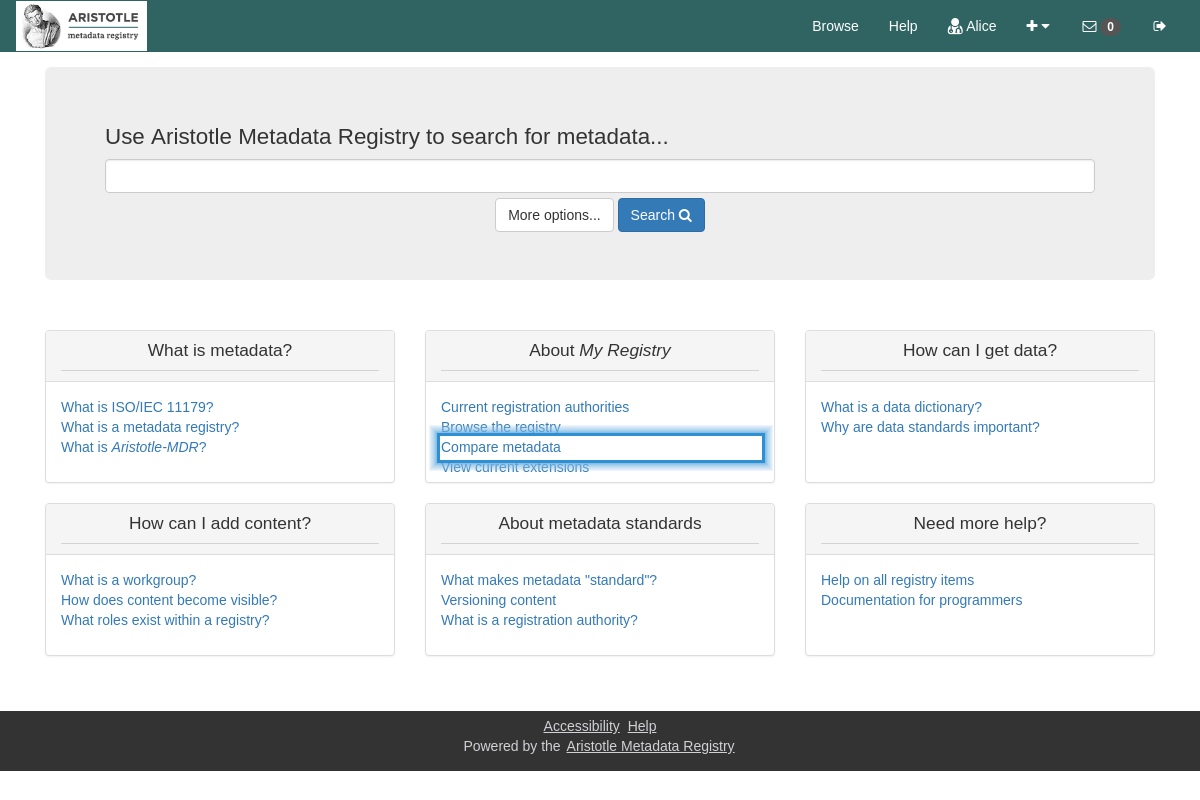 ARISTOTLE
metadata registry
Browse
Help
Alice
0
Use Aristotle Metadata Registry to search for metadata...
More options...
Search
What is metadata?
What is ISO/IEC 11179?
What is a metadata registry?
What is Aristotle-MDR?
About My Registry
Current registration authorities
Browse the registry
Compare metadata
View current extensions
How can I get data?
What is a data dictionary?
Why are data standards important?
How can I add content?
What is a workgroup?
How does content become visible?
What roles exist within a registry?
About metadata standards
What makes metadata "standard"?
Versioning content
What is a registration authority?
Need more help?
Help on all registry items
Documentation for programmers
Accessibility Help
Powered by the Aristotle Metadata Registry